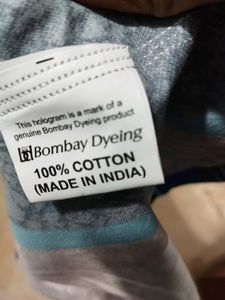 This hologram is a mark of a
genuine Bombay Dyeing product
Bombay Dyeing
100% COTTON
(MADE IN INDIA)